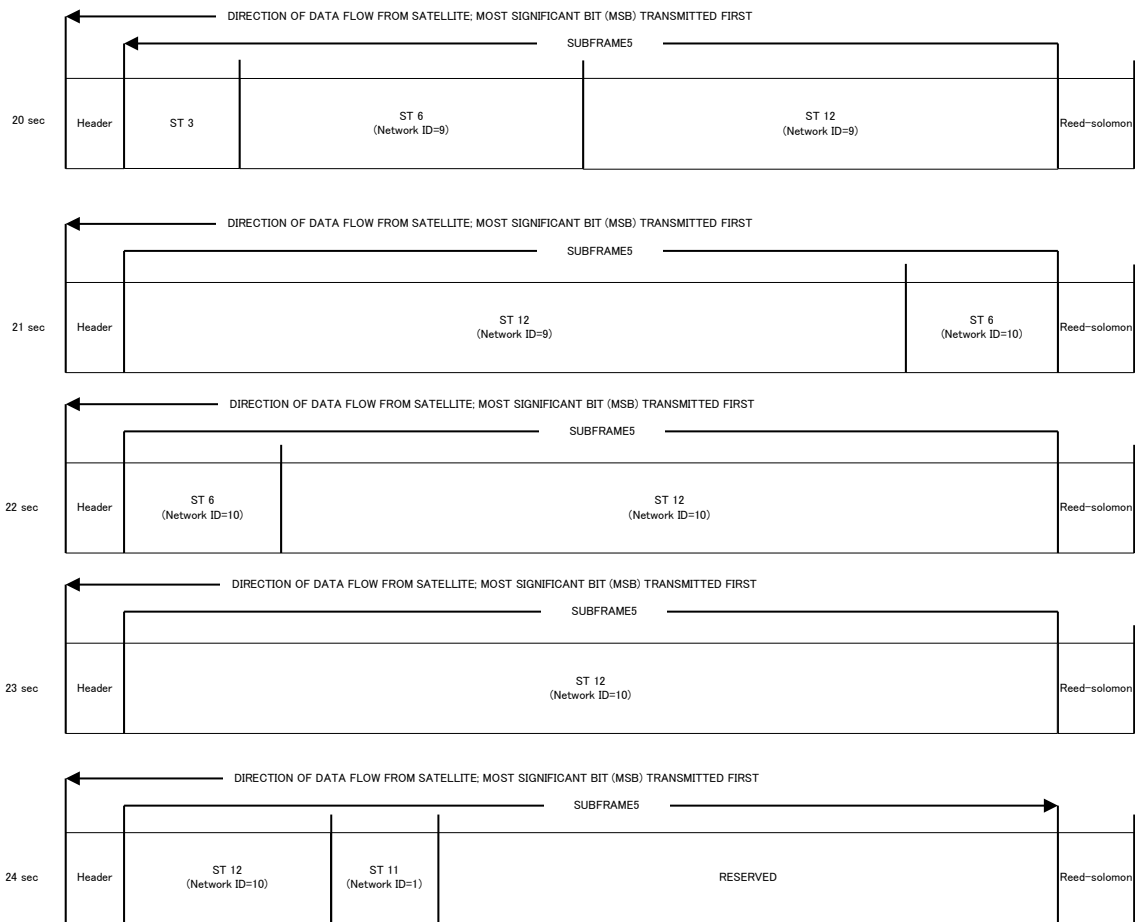 DIRECTION OF DATA FLOW FROM SATELLITE; MOST SIGNIFICANT BIT (MSB) TRANSMITTED FIRST
SUBFRAME5
20 sec
Header
ST 3
ST 6
(Network ID=9)
ST 12
(Network ID=9)
Reed-solomon
DIRECTION OF DATA FLOW FROM SATELLITE; MOST SIGNIFICANT BIT (MSB) TRANSMITTED FIRST
SUBFRAME5
21 sec
Header
ST 12
(Network ID=9)
ST 6
(Network ID=10)
Reed-solomon
DIRECTION OF DATA FLOW FROM SATELLITE; MOST SIGNIFICANT BIT (MSB) TRANSMITTED FIRST
SUBFRAME5
22 sec
Header
ST 6
(Network ID=10)
ST 12
(Network ID=10)
Reed-solomon
DIRECTION OF DATA FLOW FROM SATELLITE; MOST SIGNIFICANT BIT (MSB) TRANSMITTED FIRST
SUBFRAME5
23 sec
Header
ST 12
(Network ID=10)
Reed-solomon
DIRECTION OF DATA FLOW FROM SATELLITE; MOST SIGNIFICANT BIT (MSB) TRANSMITTED FIRST
SUBFRAME5
24 sec
Header
ST 12
(Network ID=10)
ST 11
(Network ID=1)
RESERVED
Reed-solomon